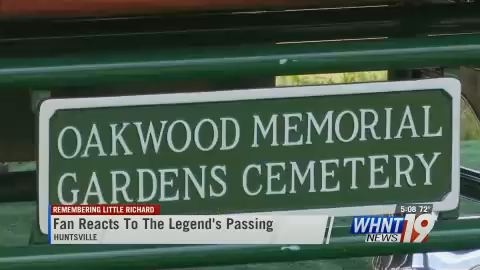 OAKWOOD MEMORIAL
GARDENS CEMETERY
REMEMBERING LITTLE RICHARD
Fan Reacts To The Legend's Passing
HUNTSVILLE
5:08 72°
WHNT
NEWS 19